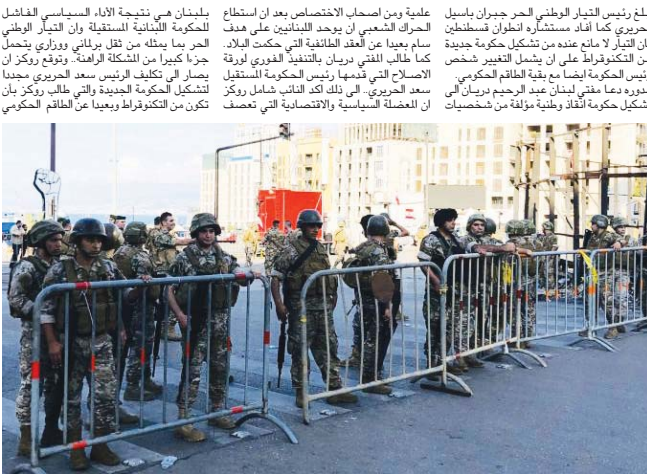 بلغ رئيس التيار الوطني الحر جبران باسيل
الحريري كما أفاد مستشاره انطوان قسطنطين
ان التيار لا مانع عنده من تشكيل حكومة جديدة
من التكنوقراط على ان يشمل التغيير شخص
رئيس الحكومة ايضا مع بقية الطاقم الحكومي.
بدوره دعا مفتي لبنان عبد الرحيم دريان الى
تشكيل حكومة انقاذ وطنية مؤلفة من شخصيات
علمية ومن اصحاب الاختصاص بعد ان استطاع
الحراك الشعبي ان يوحد اللبنانيين على هدف
سام بعيدا عن العقد الطائفية التي حكمت البلاد.
كما طالب المفتي دريان بالتنفيذ الفوري لورقة
الاصلاح التي قدمها رئيس الحكومة المستقيل
سعد الحريري.. الى ذلك اكد النائب شامل روكز
ان المعضلة السياسية والاقتصادية التي تعصف
بلبنان هي نتيجة الأداء السياسي الفاشل
للحكومة اللبنانية المستقيلة وان التيار الوطني
الحر بما يمثله من ثقل برلماني ووزاري يتحمل
جزءا كبيرا من المشكلة الراهنة.. وتوقع روكز ان
يصار الى تكليف الرئيس سعد الحريري مجددا
لتشكيل الحكومة الجديدة والتي طالب روكز بأن
تكون من التكنوقراط وبعيدا عن الطاقم الحكومي